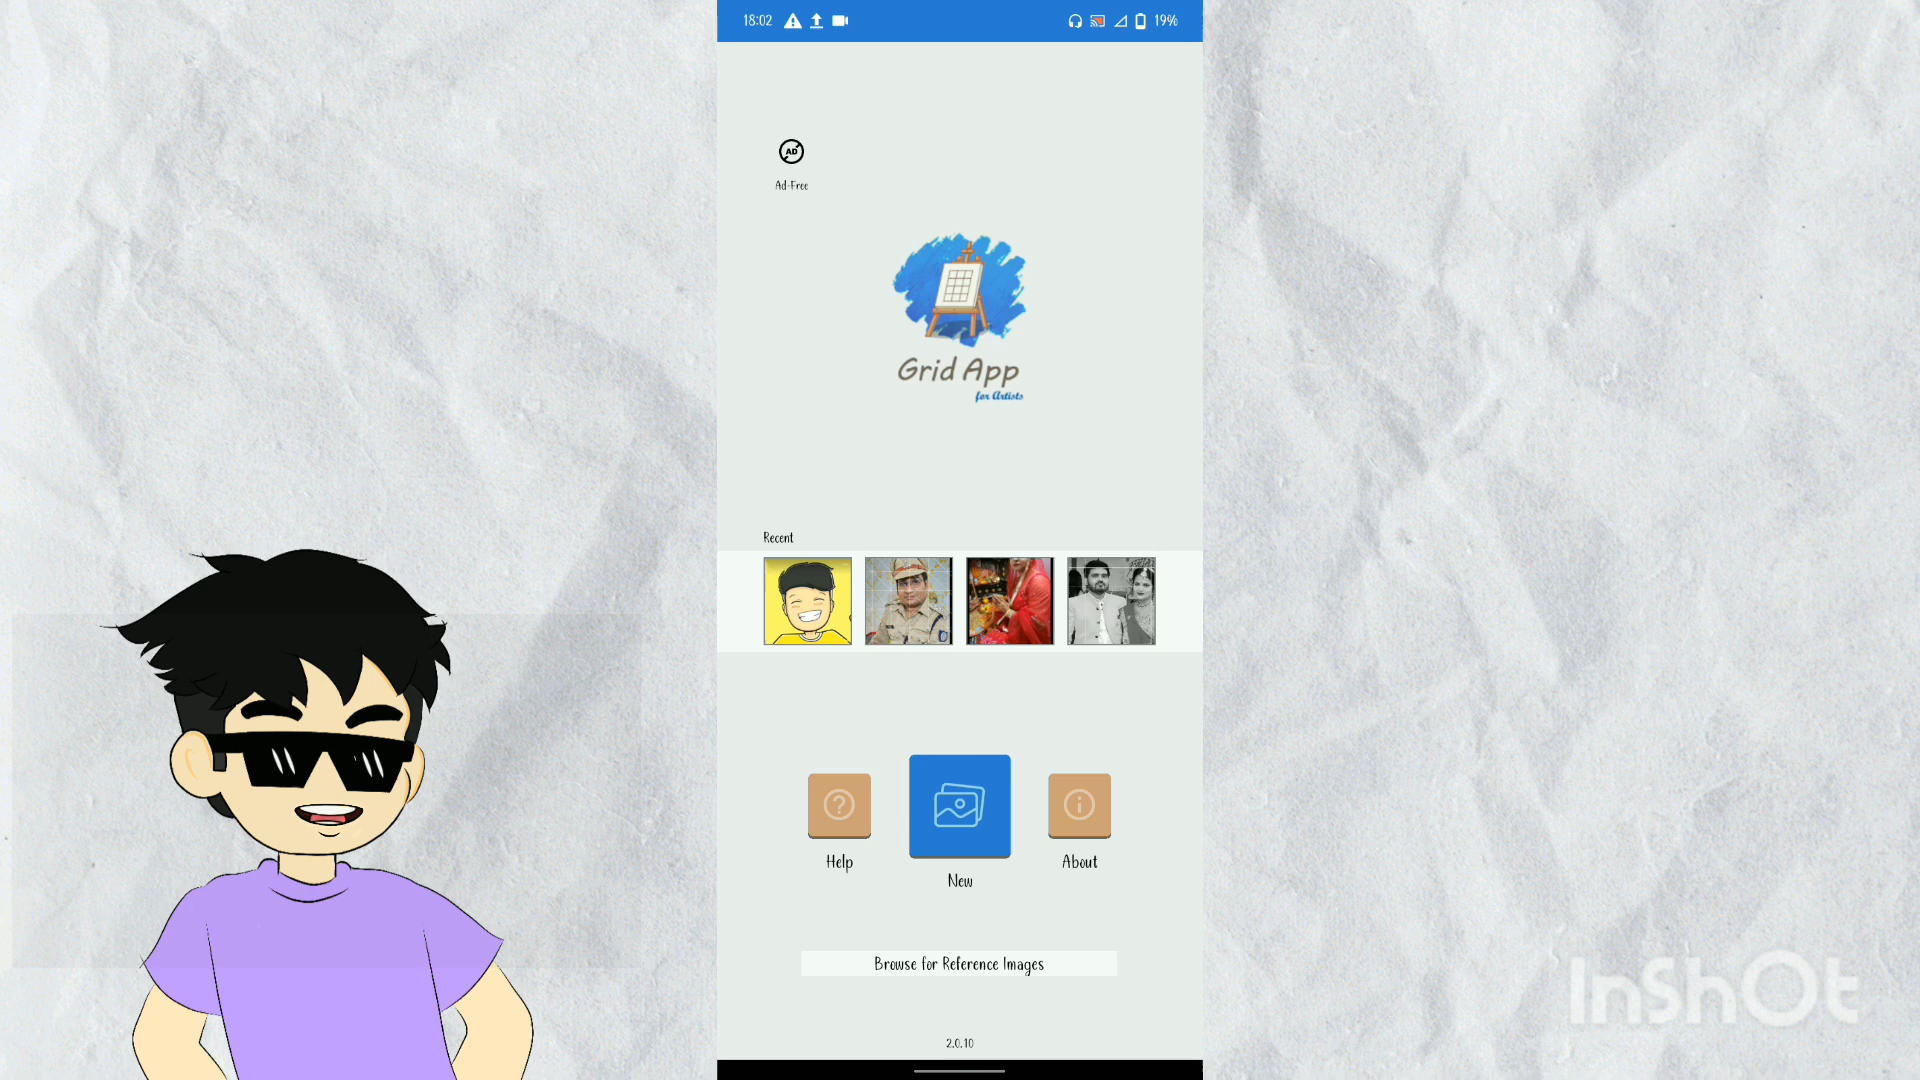 18:02
19%
AD
Ad-Free
Grid App
for Artists
Recent
Help
New
About
Browse for Reference Images
2.0.10
InShOt